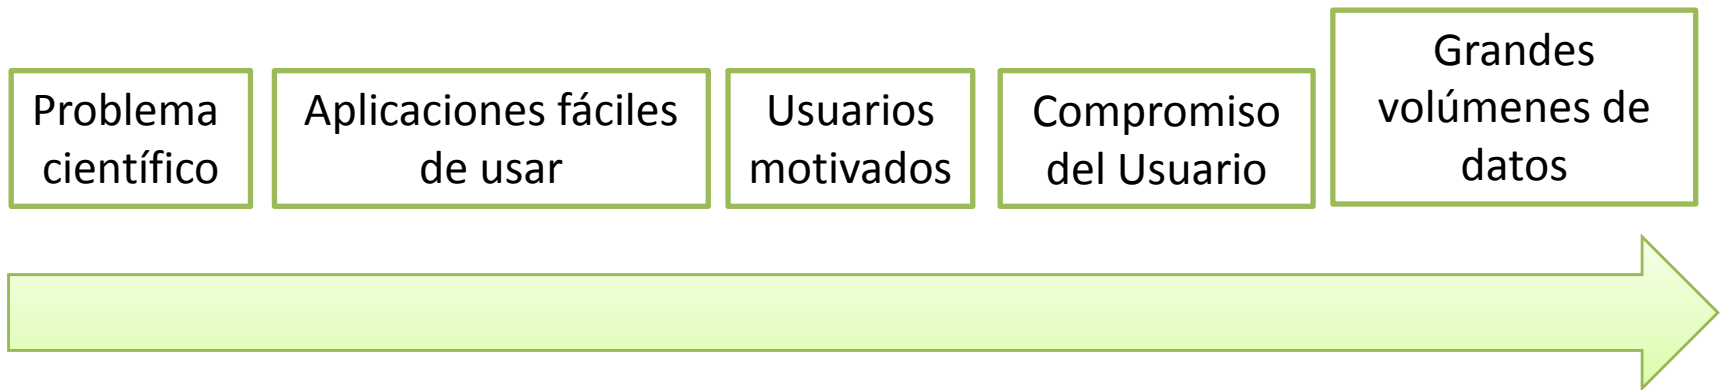 Problema
científico
Aplicaciones fáciles
de usar
Usuarios
motivados
Compromiso
del Usuario
Grandes
volúmenes de
datos